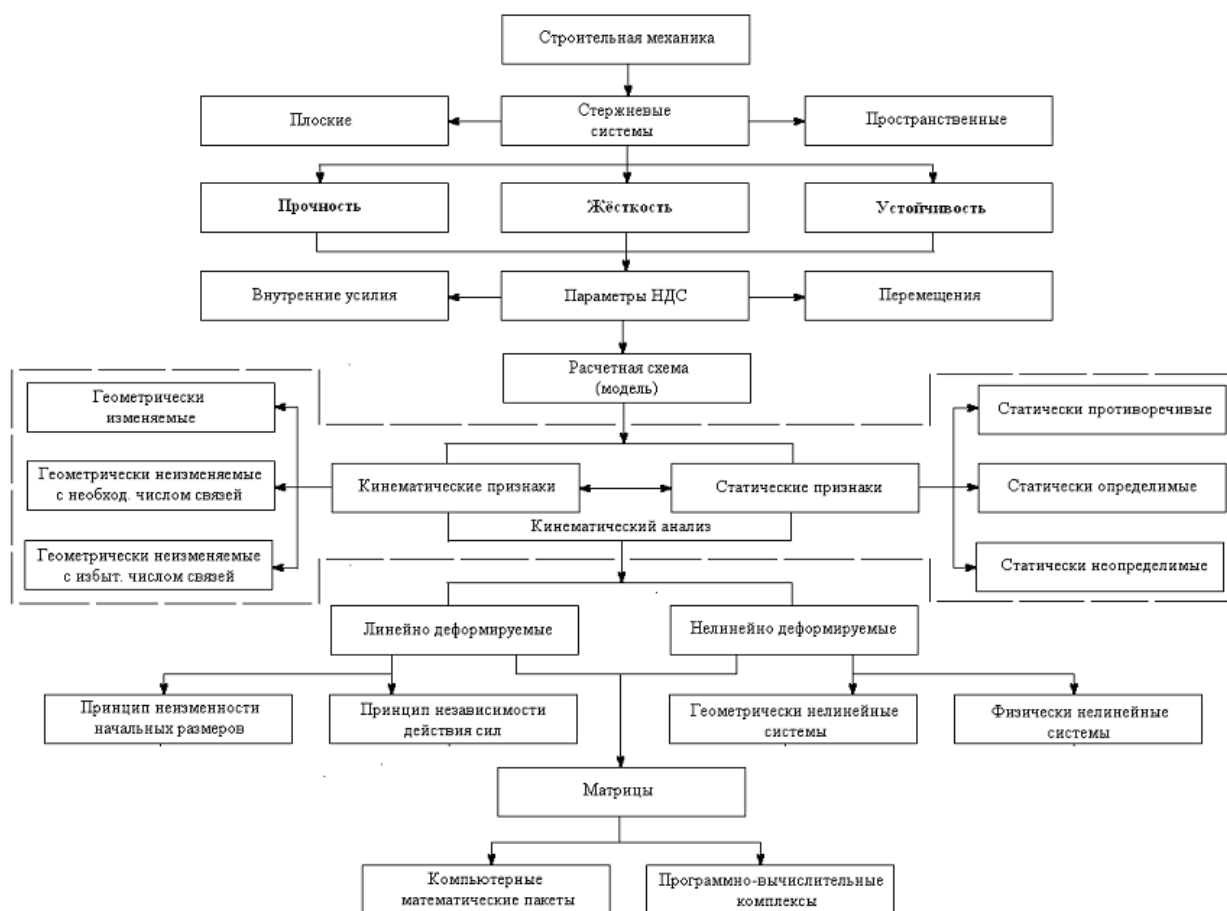 Строительная механика
Плоские
Стержневые
системы
Пространственные
Прочность
Жёсткость
Устойчивость
Внутренние усилия
Параметры НДС
Перемещения
Расчетная схема
(модель)
Геометрически
изменяемые
Статически противоречивые
Геометрически неизменяемые
с необход. числом связей
Кинематические признаки
Статические признаки
Статически определимые
Кинематический анализ
Геометрически неизменяемые
с избыт. числом связей
Статически неопределимые
Линейно деформируемые
Нелинейно деформируемые
Принцип неизменности
начальных размеров
Принцип независимости
действия сил
Геометрически нелинейные
системы
Физически нелинейные
системы
Матрицы
Компьютерные
математические пакеты
Программно-вычислительные
комплексы